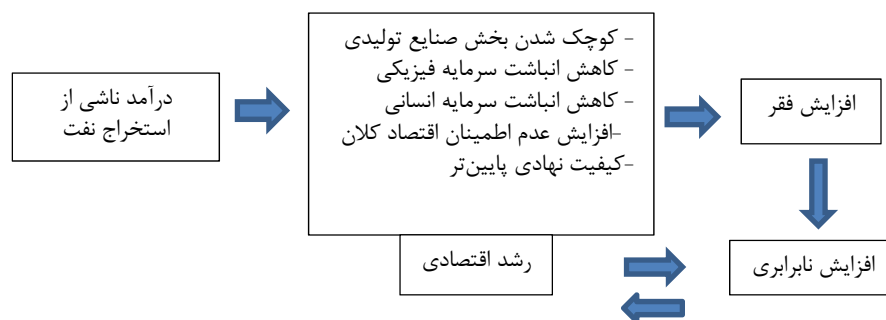 درآمد ناشی از
استخراج نفت
- کوچک شدن بخش صنایع تولیدی
- کاهش انباشت سرمایه فیزیکی
- کاهش انباشت سرمایه انسانی
-افزایش عدم اطمینان اقتصاد کلان
-کیفیت نهادی پایین‌تر
افزایش فقر
رشد اقتصادی
افزایش نابرابری